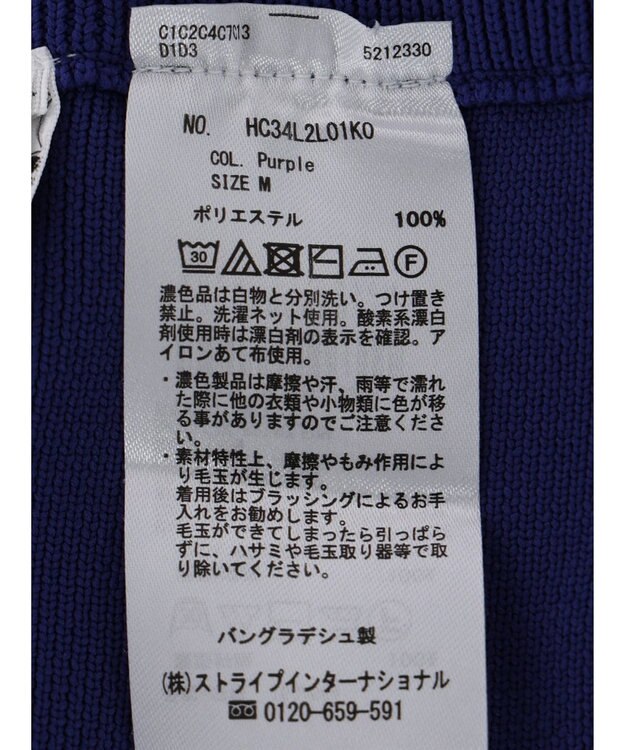 C1C2C4C7D13
D1D3
5212330
NO. HC34L2L01K0
COL. Purple
SIZE M
ポリエステル 100%
30
F
濃色品は白物と分別洗い。つけ置き
禁止。洗濯ネット使用。酸素系漂白
剤使用時は漂白剤の表示を確認。ア
イロンあて布使用。
・濃色製品は摩擦や汗、雨等で濡れ
た際に他の衣類や小物類に色が移
る事がありますのでご注意くださ
い。
・素材特性上、摩擦やもみ作用によ
り毛玉が生じます。
着用後はブラッシングによるお手
入れをお勧めします。
毛玉ができてしまったら引っぱら
ずに、ハサミや毛玉取り器等で取
り除いてください。
バングラデシュ製
(株)ストライプインターナショナル
0120-659-591